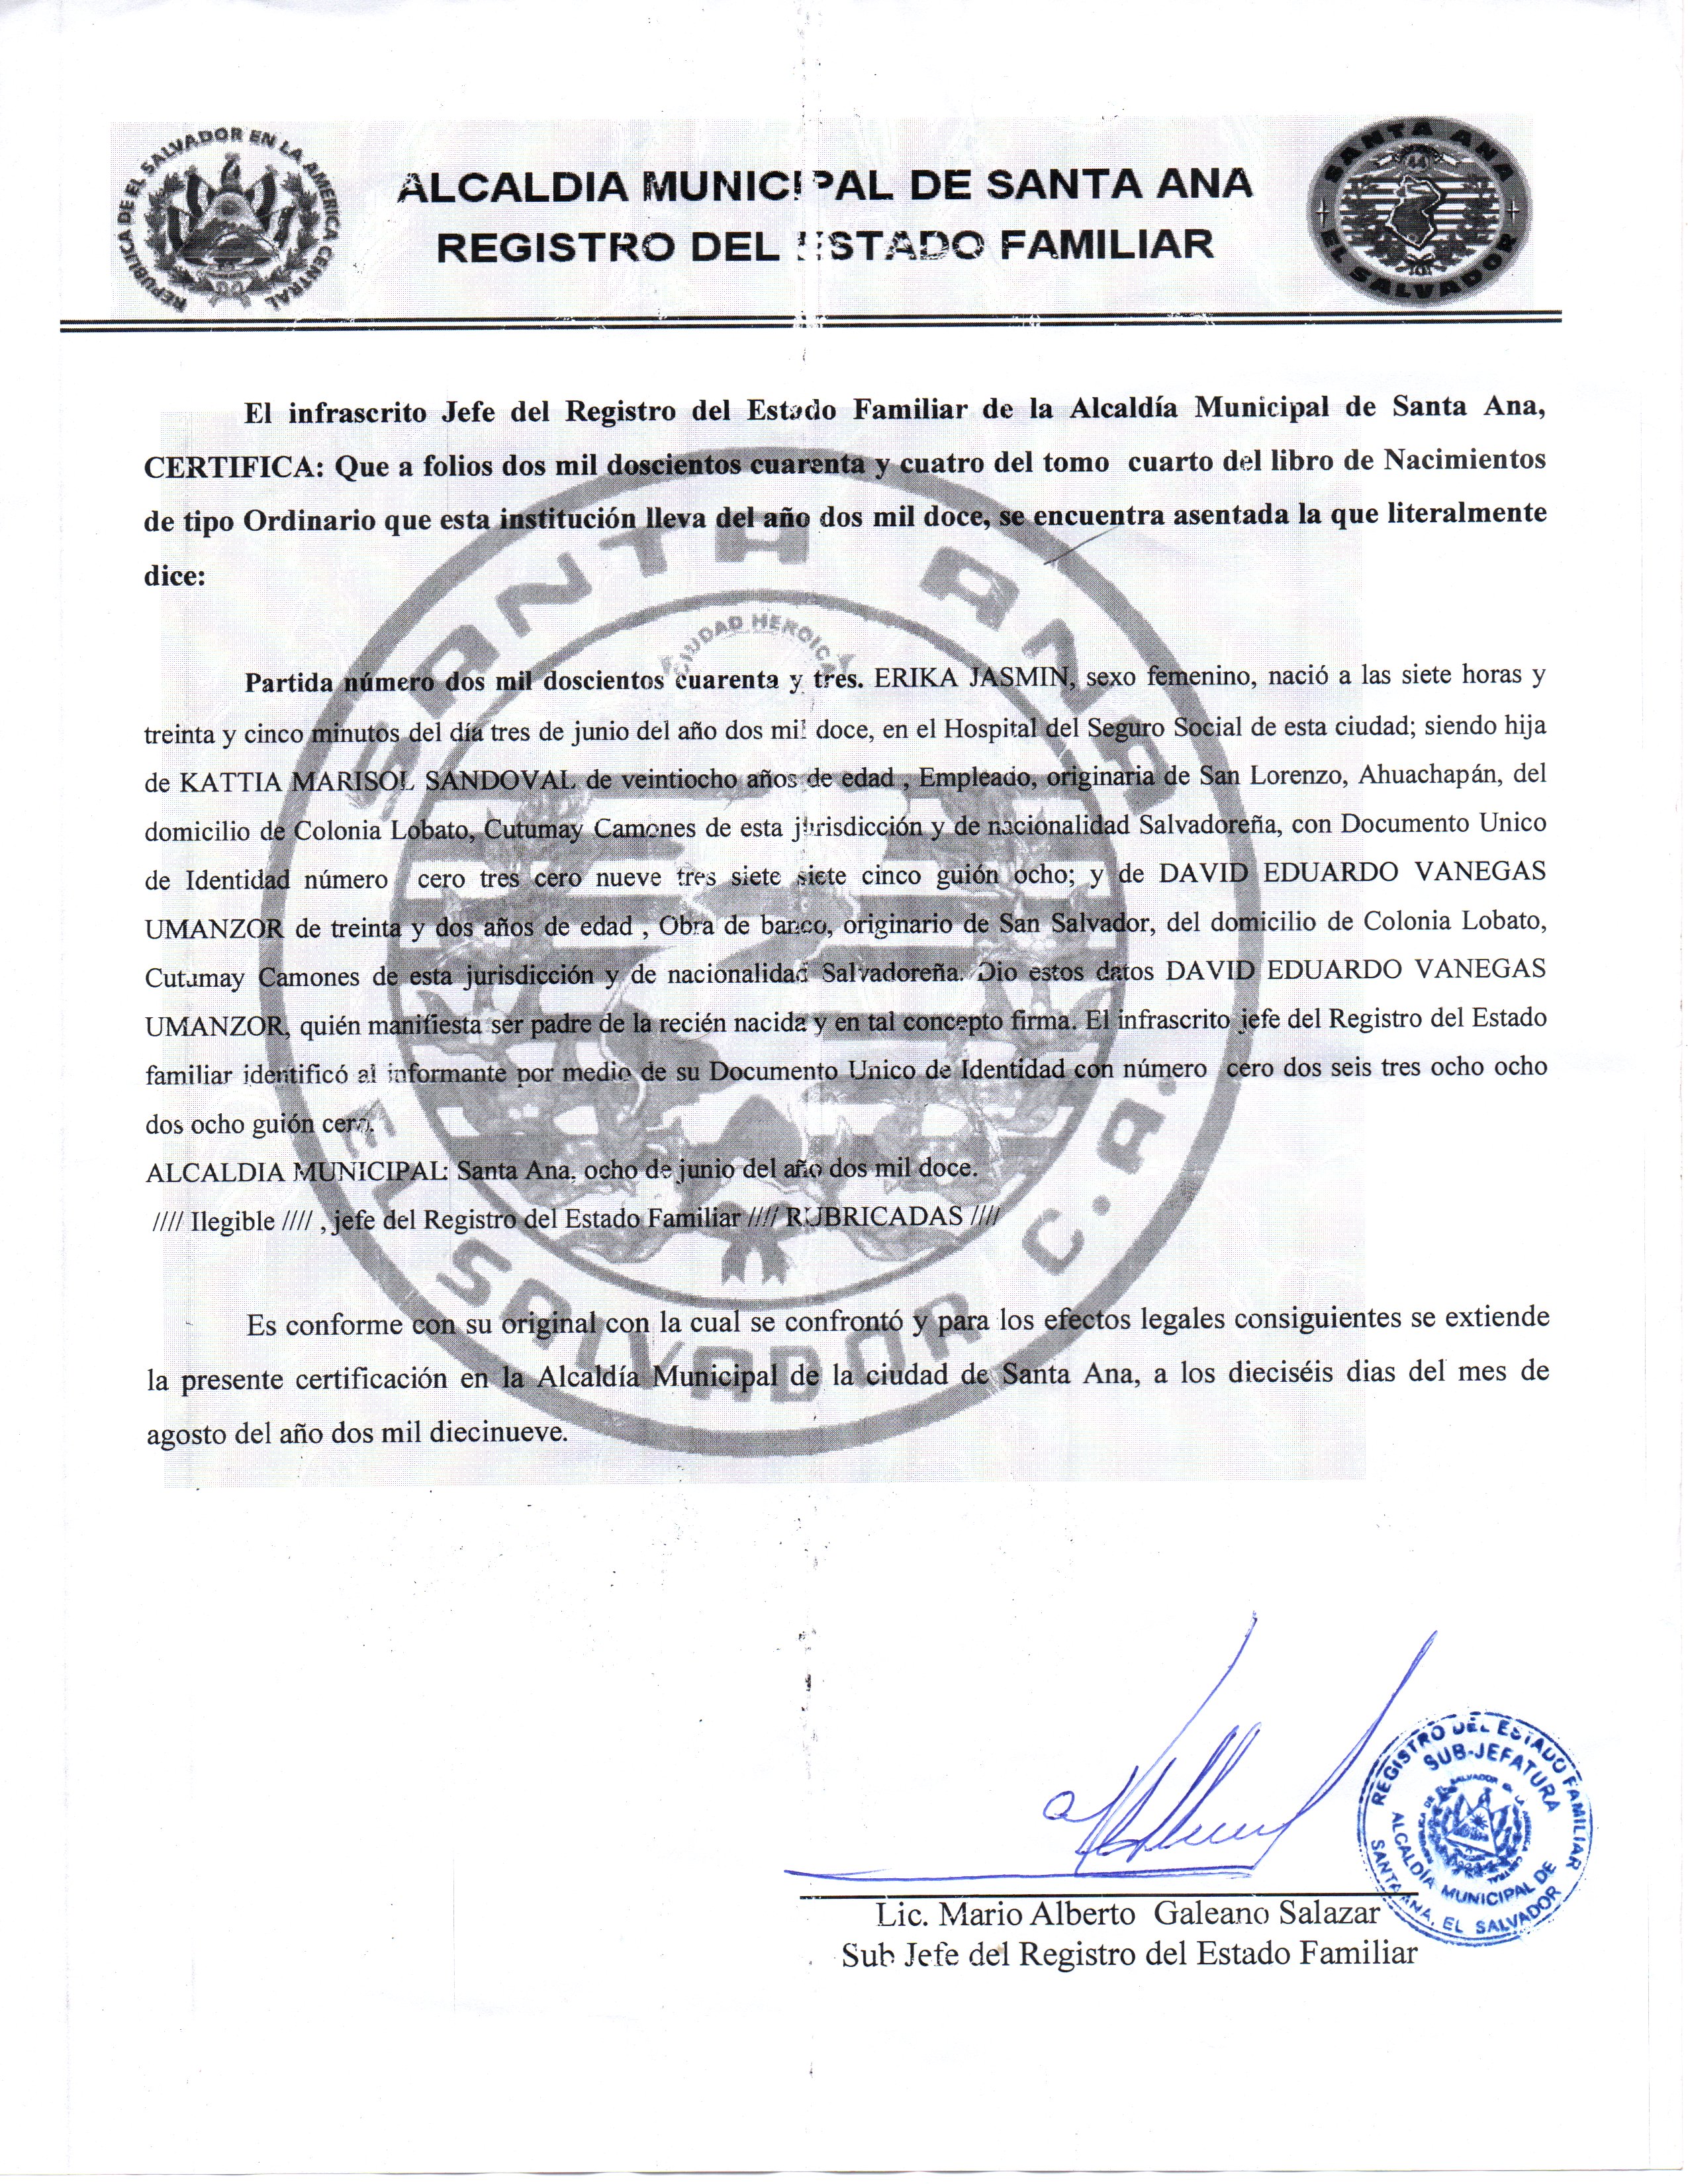 REPÚBLICA DE EL SALVADOR EN LA AMÉRICA CENTRAL
ALCALDIA MUNICIPAL DE SANTA ANA
REGISTRO DEL ESTADO FAMILIAR
SANTA ANA
44
EL SALVADOR
El infrascrito Jefe del Registro del Estado Familiar de la Alcaldía Municipal de Santa Ana,
CERTIFICA: Que a folios dos mil doscientos cuarenta y cuatro del tomo cuarto del libro de Nacimientos
de tipo Ordinario que esta institución lleva del año dos mil doce, se encuentra asentada la que literalmente
dice:
SANTA ANA
CIUDAD HEROICA
Partida número dos mil doscientos cuarenta y tres. ERIKA JASMIN, sexo femenino, nació a las siete horas y
treinta y cinco minutos del día tres de junio del año dos mil doce, en el Hospital del Seguro Social de esta ciudad; siendo hija
de KATTIA MARISOL SANDOVAL de veintiocho años de edad , Empleado, originaria de San Lorenzo, Ahuachapán, del
domicilio de Colonia Lobato, Cutumay Camones de esta jurisdicción y de nacionalidad Salvadoreña, con Documento Unico
de Identidad número cero tres cero nueve tres siete siete cinco guión ocho; y de DAVID EDUARDO VANEGAS
UMANZOR de treinta y dos años de edad , Obra de banco, originario de San Salvador, del domicilio de Colonia Lobato,
Cutumay Camones de esta jurisdicción y de nacionalidad Salvadoreña. Dio estos datos DAVID EDUARDO VANEGAS
UMANZOR, quién manifiesta ser padre de la recién nacida y en tal concepto firma. El infrascrito jefe del Registro del Estado
familiar identificó al informante por medio de su Documento Unico de Identidad con número cero dos seis tres ocho ocho
dos ocho guión cero.
ALCALDIA MUNICIPAL: Santa Ana, ocho de junio del año dos mil doce.
//// Ilegible //// , jefe del Registro del Estado Familiar //// RUBRICADAS ////
EL SALVADOR C.A.
Es conforme con su original con la cual se confrontó y para los efectos legales consiguientes se extiende
la presente certificación en la Alcaldía Municipal de la ciudad de Santa Ana, a los dieciséis dias del mes de
agosto del año dos mil diecinueve.
REGISTRO DEL ESTADO FAMILIAR
SUB-JEFATURA
ALCALDÍA MUNICIPAL DE
SANTA ANA, EL SALVADOR
Lic. Mario Alberto Galeano Salazar
Sub Jefe del Registro del Estado Familiar